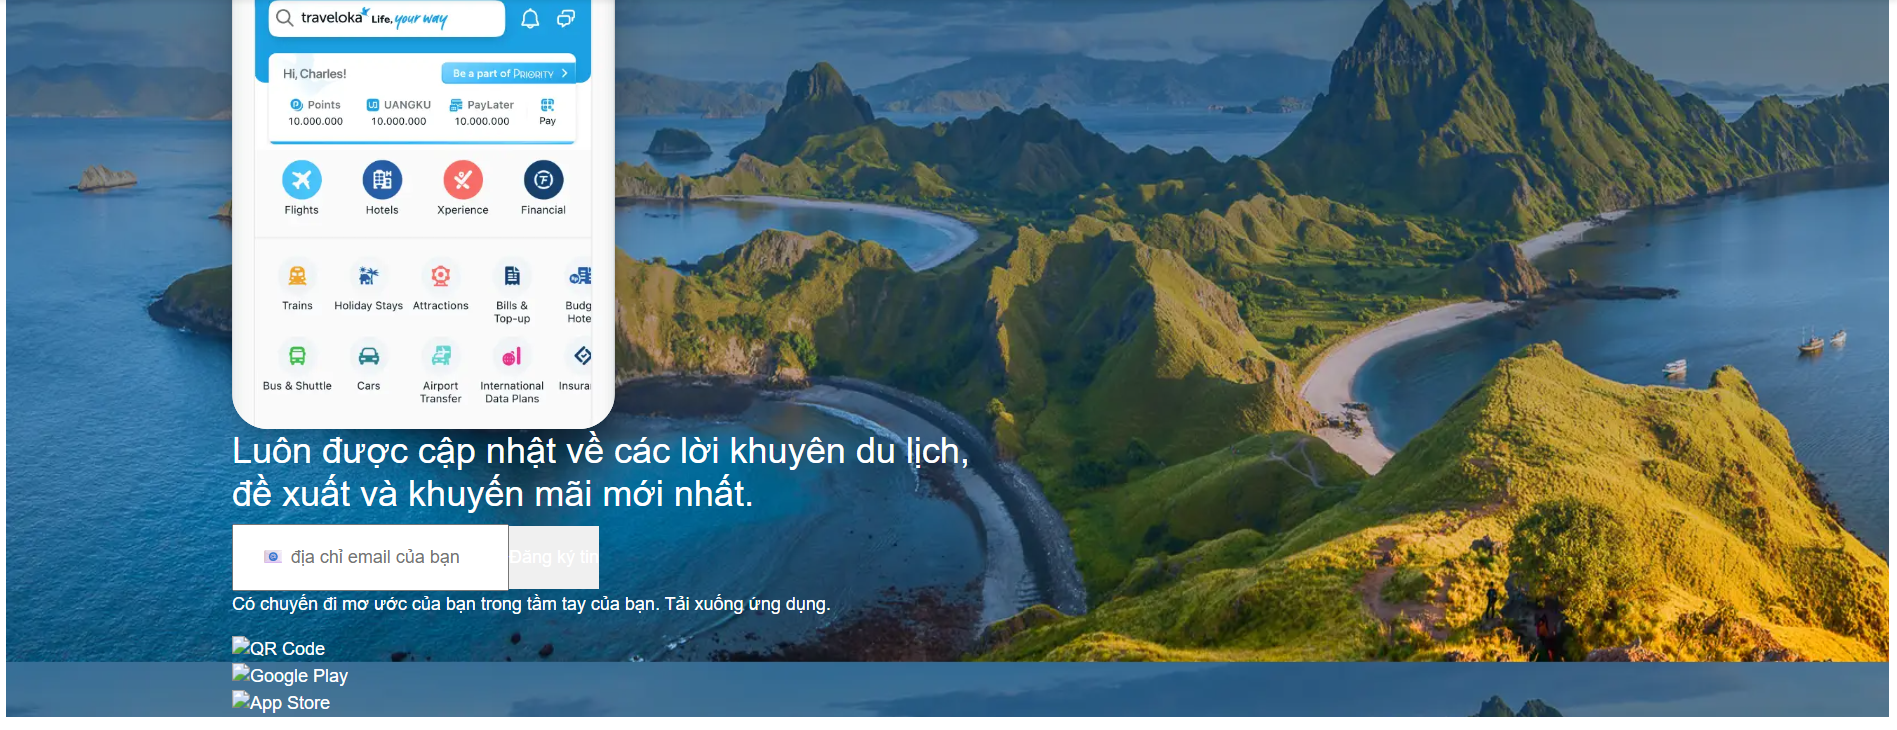 traveloka Life, your way
Hi, Charles!
Be a part of PRIORITY
Points
UANGKU
PayLater
10.000.000
10.000.000
10.000.000
Pay
Flights
Hotels
Xperience
Financial
Trains
Holiday Stays
Attractions
Bills &
Top-up
Budg
Hote
Bus & Shuttle
Cars
Airport
Transfer
International
Data Plans
Insura
Luôn được cập nhật về các lời khuyên du lịch,
đề xuất và khuyến mãi mới nhất.
địa chỉ email của bạn
Đăng ký tin
Có chuyến đi mơ ước của bạn trong tầm tay của bạn. Tải xuống ứng dụng.
QR Code
Google Play
App Store